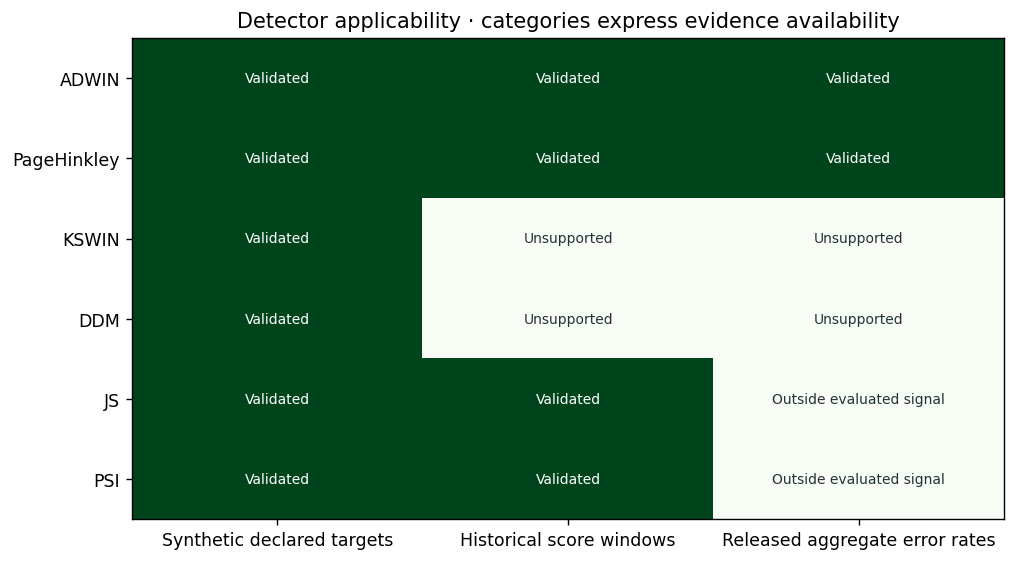 Detector applicability · categories express evidence availability
ADWIN Validated Validated Validated
PageHinkley Validated Validated Validated
KSWIN Validated Unsupported Unsupported
DDM Validated Unsupported Unsupported
JS Validated Validated Outside evaluated signal
PSI Validated Validated Outside evaluated signal
Synthetic declared targets Historical score windows Released aggregate error rates